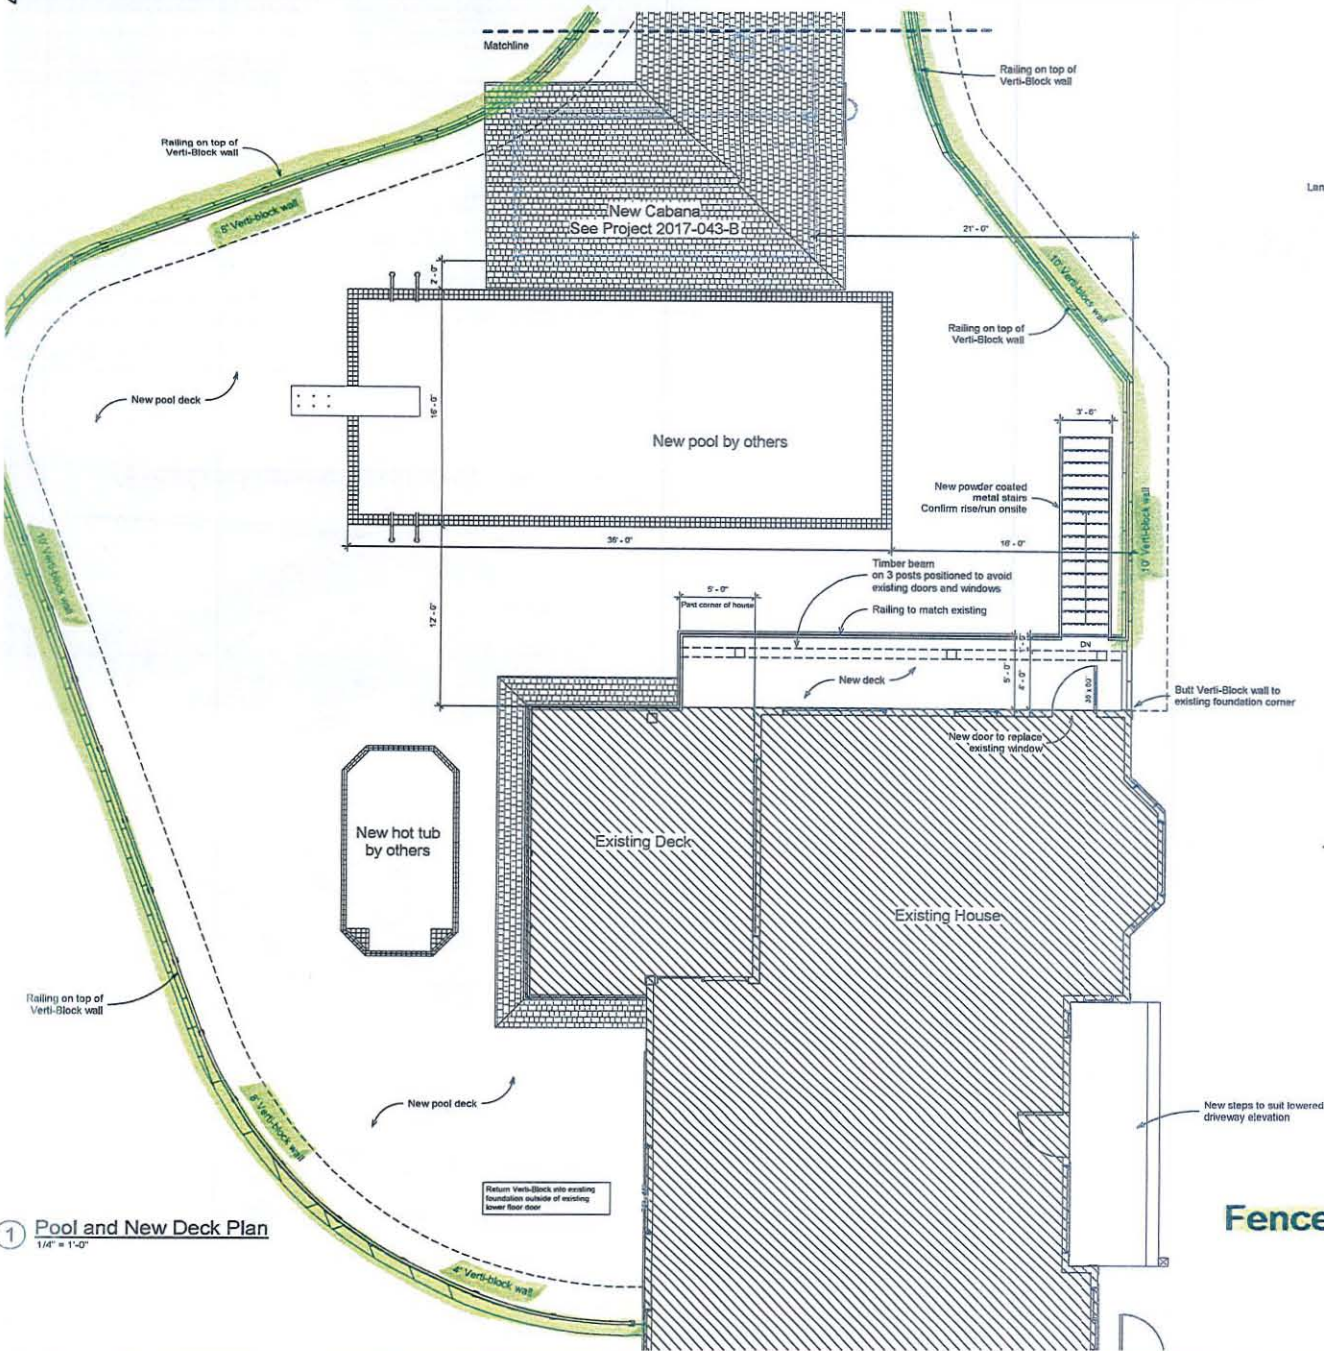 Matchline
Railing on top of
Verti-Block wall
Railing on top of
Verti-Block wall
8' Verti-block wall
Lan
New Cabana
See Project 2017-043-B
21' - 0"
2' - 0"
10' Verti-block wall
Railing on top of
Verti-Block wall
New pool deck
16' - 0"
New pool by others
3' - 6"
New powder coated
metal stairs
Confirm rise/run onsite
10' Verti-block wall
10' Verti-block wall
36' - 0"
16' - 0"
Timber beam
on 3 posts positioned to avoid
existing doors and windows
5' - 0"
Past corner of house
Railing to match existing
12' - 0"
DN
New deck
5' - 0"
4' - 0"
Butt Verti-Block wall to
existing foundation corner
New door to replace
existing window
New hot tub
by others
Existing Deck
Existing House
Railing on top of
Verti-Block wall
New pool deck
8' Verti-block wall
New steps to suit lowered
driveway elevation
Return Verti-Block into existing
foundation outside of existing
lower floor door
Fence
1 Pool and New Deck Plan
1/4" = 1'-0"
4' Verti-block wall